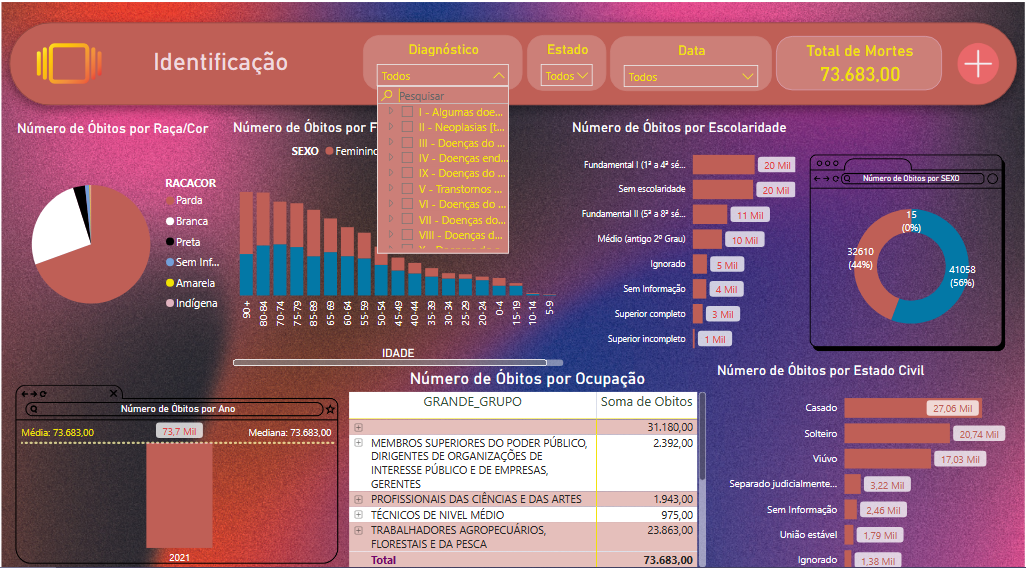 Identificação
Diagnóstico
Todos
Pesquisar
I - Algumas doe...
II - Neoplasias [t...
III - Doenças do ...
IV - Doenças end...
IX - Doenças do ...
V - Transtornos ...
VI - Doenças do ...
VII - Doenças do...
VIII - Doenças d...
Estado
Todos
Data
Todos
Total de Mortes
73.683,00
Número de Óbitos por Raça/Cor
RACACOR
Parda
Branca
Preta
Sem Inf...
Amarela
Indígena
Número de Óbitos por F
SEXO
Feminino
90+
80-84
70-74
75-79
85-89
65-69
60-64
55-59
50-54
45-49
40-44
35-39
30-34
25-29
20-24
0-4
15-19
10-14
5-9
IDADE
Número de Óbitos por Escolaridade
Fundamental I (1ª a 4ª sé... 20 Mil
Sem escolaridade 20 Mil
Fundamental II (5ª a 8ª sé... 11 Mil
Médio (antigo 2º Grau) 10 Mil
Ignorado 5 Mil
Sem Informação 4 Mil
Superior completo 3 Mil
Superior incompleto 1 Mil
Número de Óbitos por SEXO
15
(0%)
32610
(44%)
41058
(56%)
Número de Óbitos por Ano
Média: 73.683,00
73,7 Mil
Mediana: 73.683,00
2021
Número de Óbitos por Ocupação
GRANDE_GRUPO Soma de Obitos
31.180,00
MEMBROS SUPERIORES DO PODER PÚBLICO, 2.392,00
DIRIGENTES DE ORGANIZAÇÕES DE
INTERESSE PÚBLICO E DE EMPRESAS,
GERENTES
PROFISSIONAIS DAS CIÊNCIAS E DAS ARTES 1.943,00
TÉCNICOS DE NIVEL MÉDIO 975,00
TRABALHADORES AGROPECUÁRIOS, 23.863,00
FLORESTAIS E DA PESCA
Total 73.683,00
Número de Óbitos por Estado Civil
Casado 27,06 Mil
Solteiro 20,74 Mil
Viúvo 17,03 Mil
Separado judicialmente... 3,22 Mil
Sem Informação 2,46 Mil
União estável 1,79 Mil
Ignorado 1,38 Mil